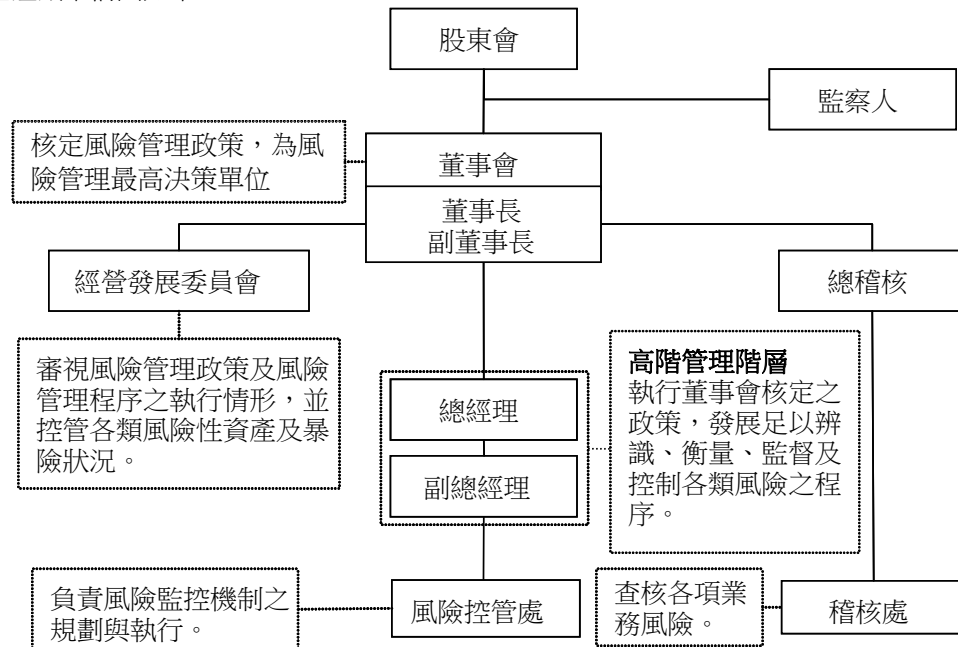 股東會
監察人
核定風險管理政策，為風
險管理最高決策單位
董事會
董事長
副董事長
經營發展委員會
總稽核
審視風險管理政策及風險
管理程序之執行情形，並
控管各類風險性資產及暴
險狀況。
總經理
副總經理
高階管理階層
執行董事會核定之
政策，發展足以辨
識、衡量、監督及
控制各類風險之程
序。
負責風險監控機制之
規劃與執行。
風險控管處
查核各項業
務風險。
稽核處